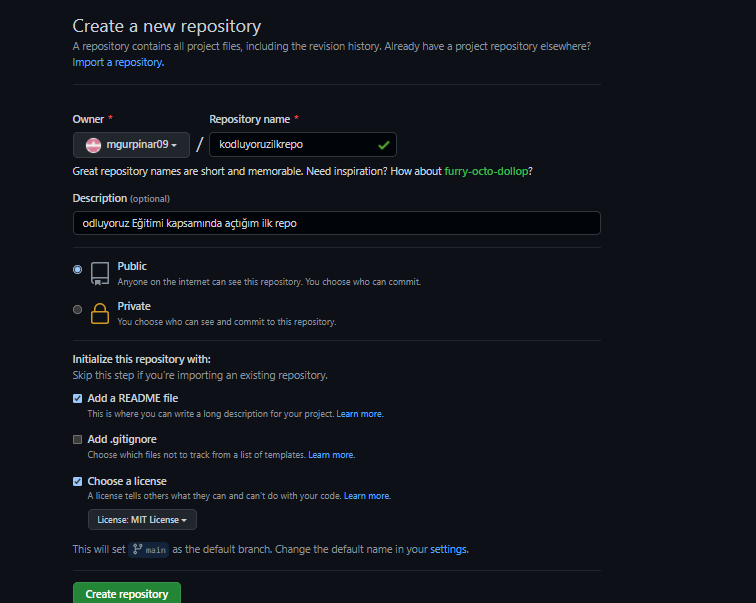 Create a new repository
A repository contains all project files, including the revision history. Already have a project repository elsewhere?
Import a repository.
Owner * Repository name *
mgurpinar09 / kodluyoruzilkrepo
Great repository names are short and memorable. Need inspiration? How about furry-octo-dollop?
Description (optional)
odluyoruz Eğitimi kapsamında açtığım ilk repo
Public
Anyone on the internet can see this repository. You choose who can commit.
Private
You choose who can see and commit to this repository.
Initialize this repository with:
Skip this step if you're importing an existing repository.
Add a README file
This is where you can write a long description for your project. Learn more.
Add .gitignore
Choose which files not to track from a list of templates. Learn more.
Choose a license
A license tells others what they can and can't do with your code. Learn more.
License: MIT License
This will set main as the default branch. Change the default name in your settings.
Create repository